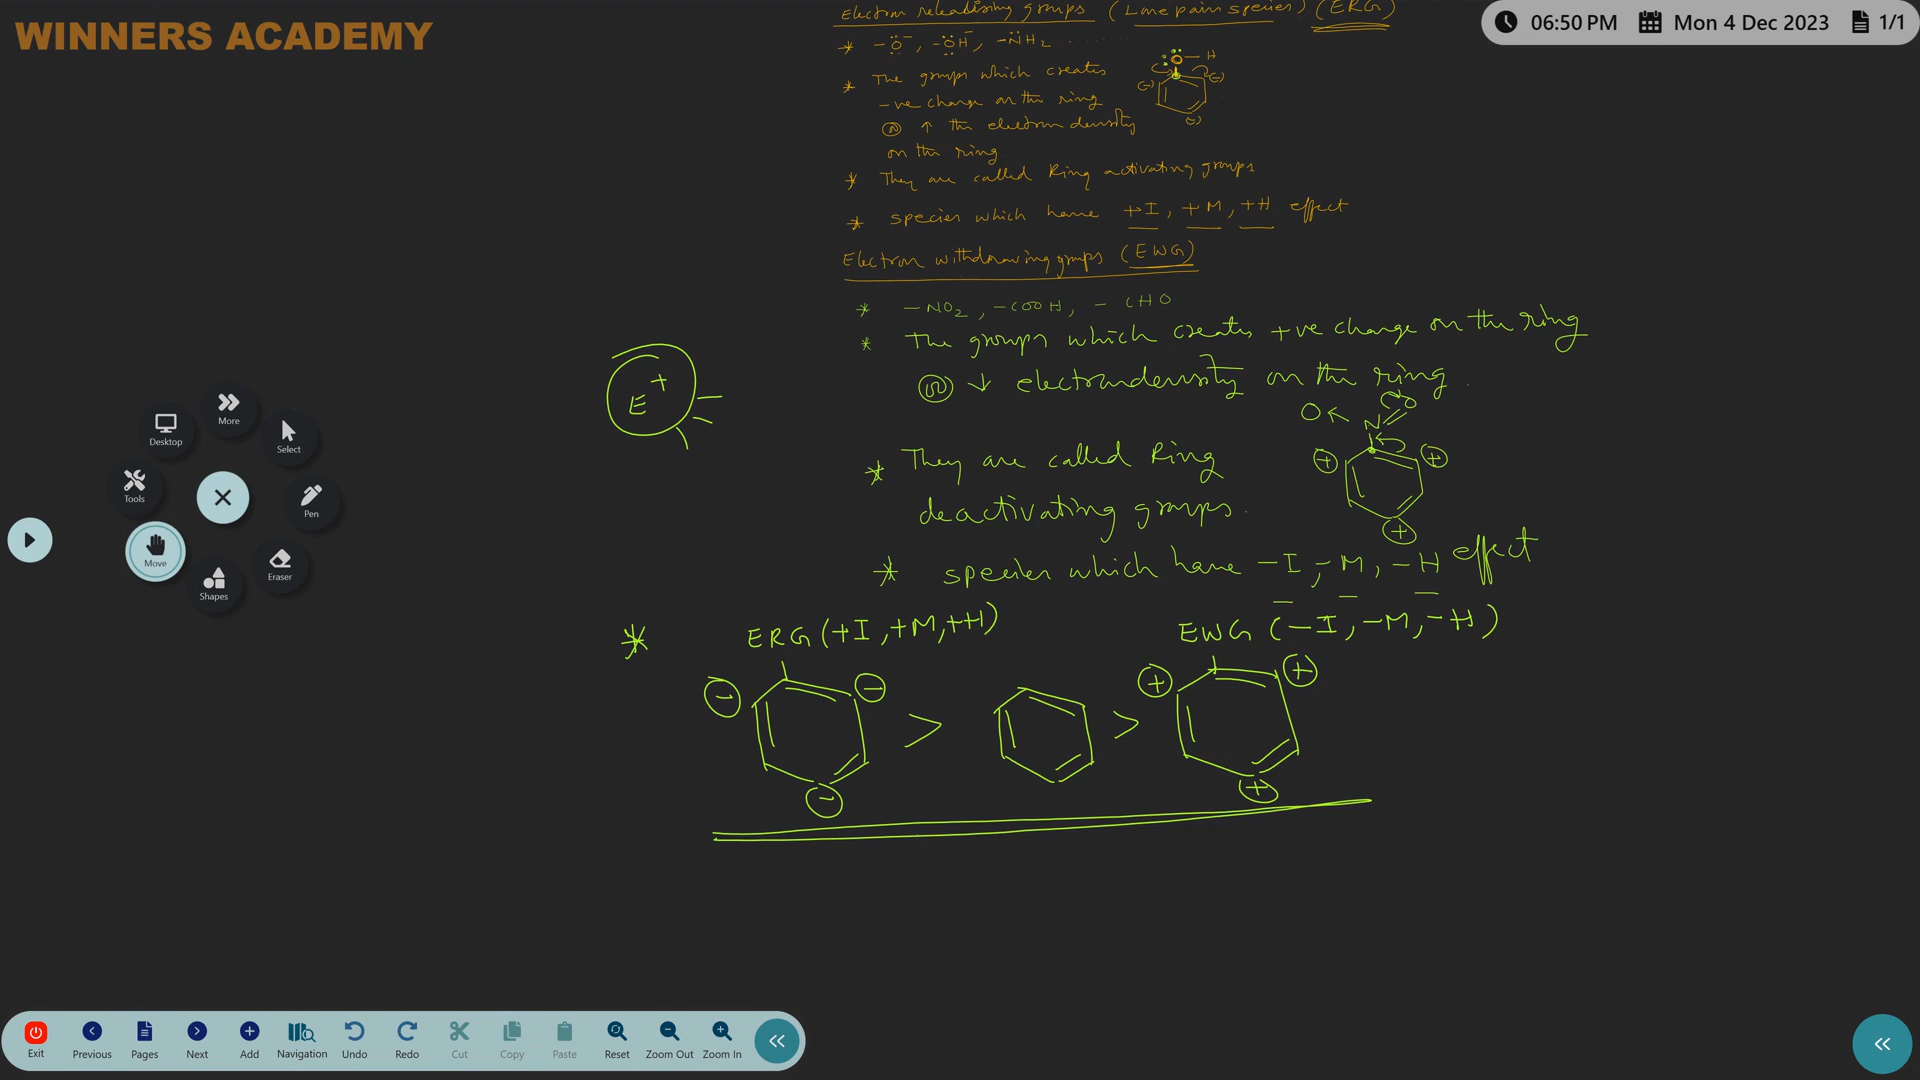 WINNERS ACADEMY
06:50 PM Mon 4 Dec 2023 1/1
Electron releasing groups (Lone pair species) (ERG)
* -O⁻, -OH, -NH2 ........
* The groups which creates
-ve charge on the ring
(or) ↑ the electron density
on the ring
* They are called Ring activating groups
* species which have +I, +M, +H effect
O-H
(-) (-)
(-)
Electron withdrawing groups (EWG)
* -NO2, -COOH, -CHO
* The groups which creates +ve charge on the ring
(or) ↓ electrondensity on the ring.
* They are called Ring
deactivating groups.
O N O
+ +
+
* species which have -I, -M, -H effect
E+
* ERG (+I, +M, +H) EWG (-I, -M, -H)
- - > > + +
- +
More
Desktop
Select
Tools
Pen
Move
Eraser
Shapes
Exit Previous Pages Next Add Navigation Undo Redo Cut Copy Paste Reset Zoom Out Zoom In